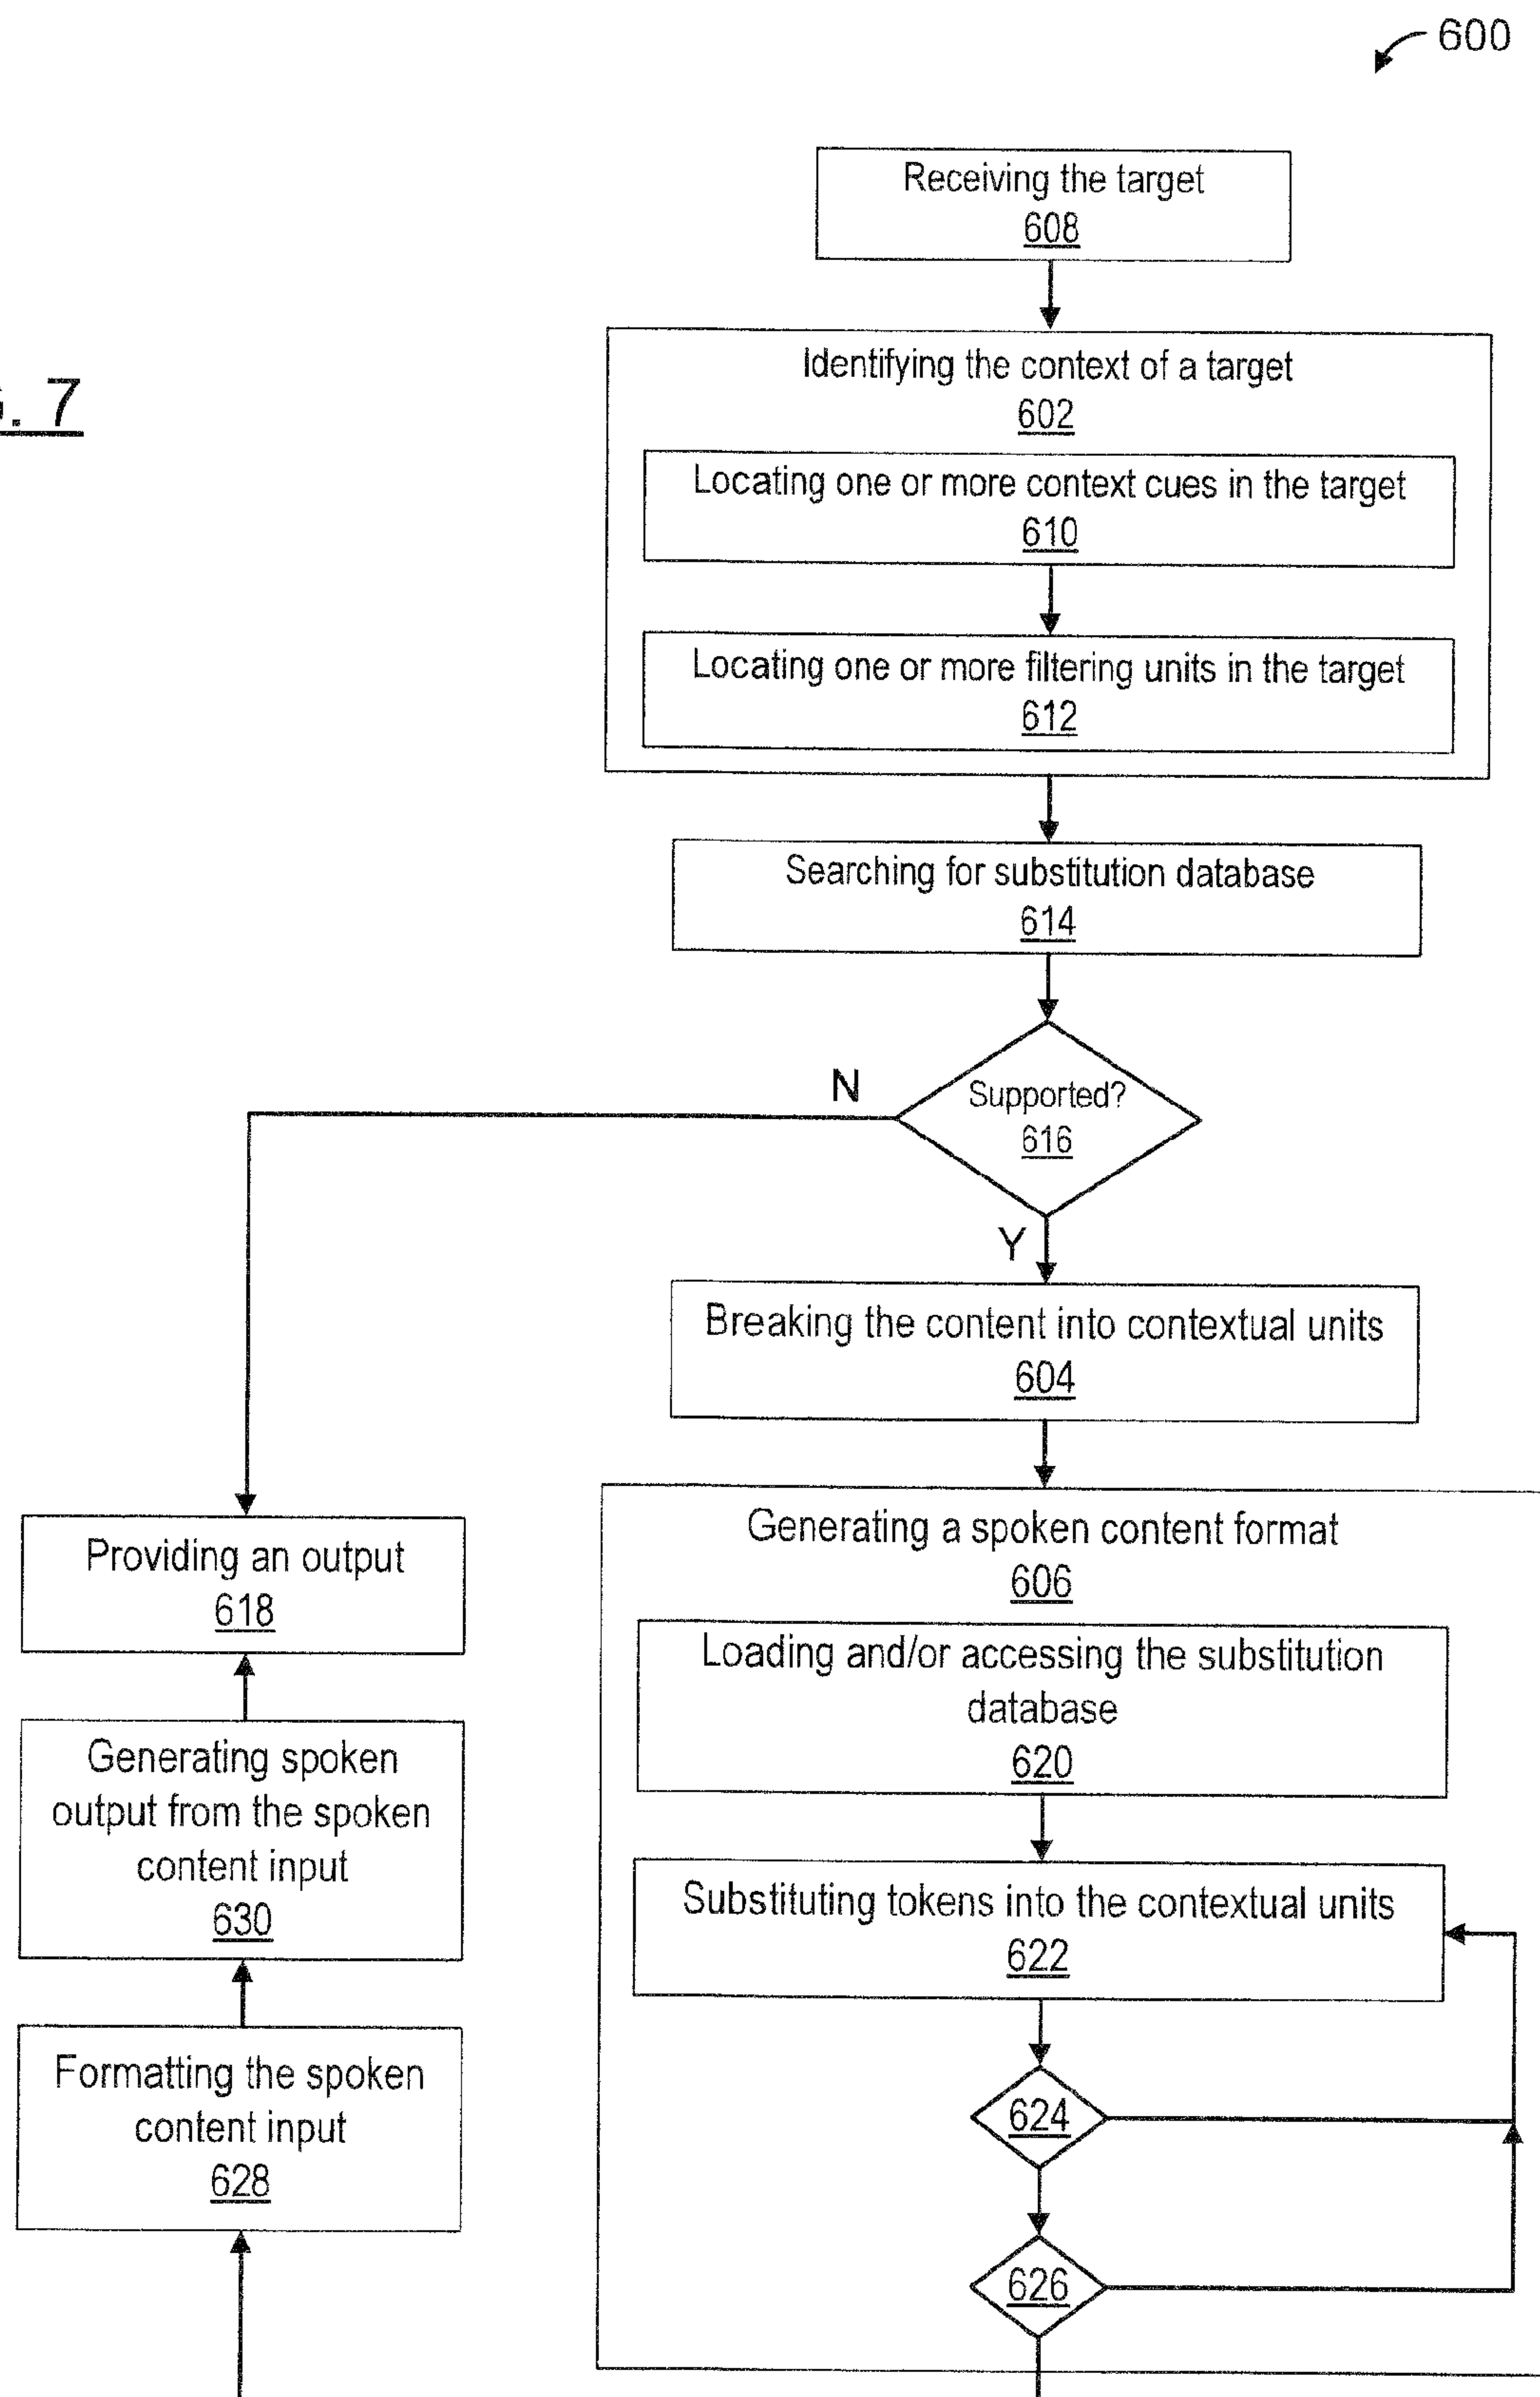 600
Receiving the target
608
. 7
Identifying the context of a target
602
Locating one or more context cues in the target
610
Locating one or more filtering units in the target
612
Searching for substitution database
614
N
Supported?
616
Y
Breaking the content into contextual units
604
Generating a spoken content format
606
Providing an output
618
Loading and/or accessing the substitution
database
620
Generating spoken
output from the spoken
content input
630
Substituting tokens into the contextual units
622
Formatting the spoken
content input
628
624
626